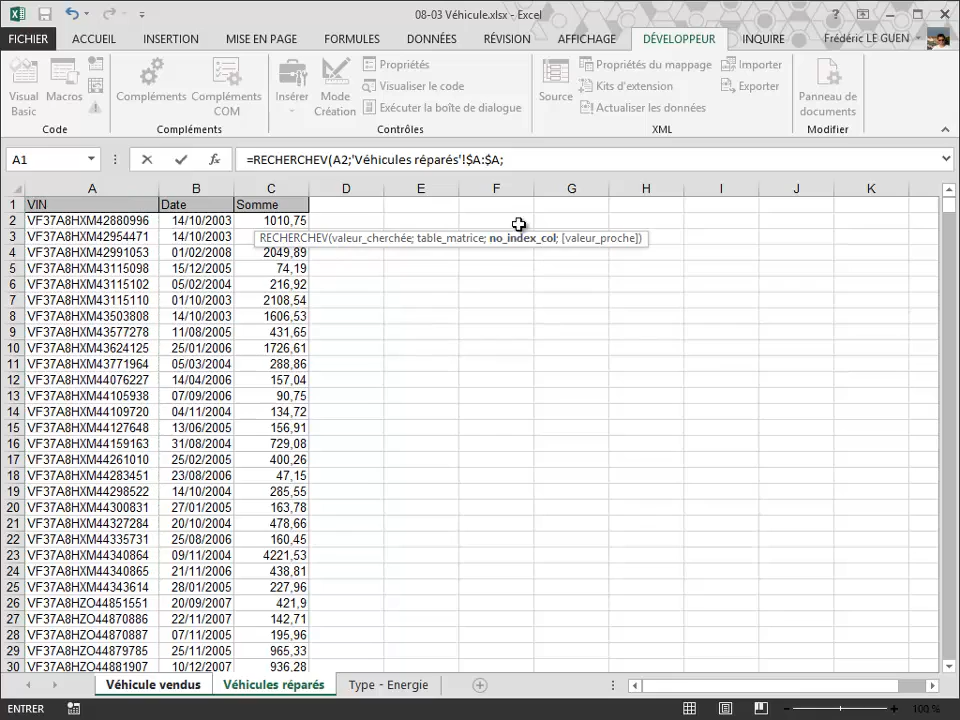 08-03 Véhicule.xlsx - Excel
FICHIER ACCUEIL INSERTION MISE EN PAGE FORMULES DONNÉES RÉVISION AFFICHAGE DÉVELOPPEUR INQUIRE Frédéric LE GUEN
Visual Basic
Macros
Compléments
Compléments COM
Insérer
Mode Création
Propriétés
Visualiser le code
Exécuter la boîte de dialogue
Source
Propriétés du mappage
Kits d'extension
Actualiser les données
Importer
Exporter
Panneau de documents
Code Compléments Contrôles XML Modifier
A1 fx =RECHERCHEV(A2;'Véhicules réparés'!$A:$A;
A B C D E F G H I J K
1 VIN Date Somme
2 VF37A8HXM42880996 14/10/2003 1010,75
3 VF37A8HXM42954471 14/10/2003
RECHERCHEV(valeur_cherchée; table_matrice; no_index_col; [valeur_proche])
4 VF37A8HXM42991053 01/02/2008 2049,89
5 VF37A8HXM43115098 15/12/2005 74,19
6 VF37A8HXM43115102 05/02/2004 216,92
7 VF37A8HXM43115110 01/10/2003 2108,54
8 VF37A8HXM43503808 14/10/2003 1606,53
9 VF37A8HXM43577278 11/08/2005 431,65
10 VF37A8HXM43624125 25/01/2006 1726,61
11 VF37A8HXM43771964 05/03/2004 288,86
12 VF37A8HXM44076227 14/04/2006 157,04
13 VF37A8HXM44105938 07/09/2006 90,75
14 VF37A8HXM44109720 04/11/2004 134,72
15 VF37A8HXM44127648 13/06/2005 156,91
16 VF37A8HXM44159163 31/08/2004 729,08
17 VF37A8HXM44261010 25/02/2005 400,26
18 VF37A8HXM44283451 23/08/2006 47,15
19 VF37A8HXM44298522 14/10/2004 285,55
20 VF37A8HXM44300831 27/01/2005 163,78
21 VF37A8HXM44327284 20/10/2004 478,66
22 VF37A8HXM44335731 25/08/2006 160,45
23 VF37A8HXM44340864 09/11/2004 4221,53
24 VF37A8HXM44340865 21/11/2006 438,81
25 VF37A8HXM44343614 28/01/2005 227,96
26 VF37A8HZO44851551 20/09/2007 421,9
27 VF37A8HZO44870886 22/11/2007 142,71
28 VF37A8HZO44870887 07/11/2005 195,96
29 VF37A8HZO44879785 25/11/2005 965,33
30 VF37A8HZO44881907 10/12/2007 936,28
Véhicule vendus Véhicules réparés Type - Energie
ENTRER 100 %